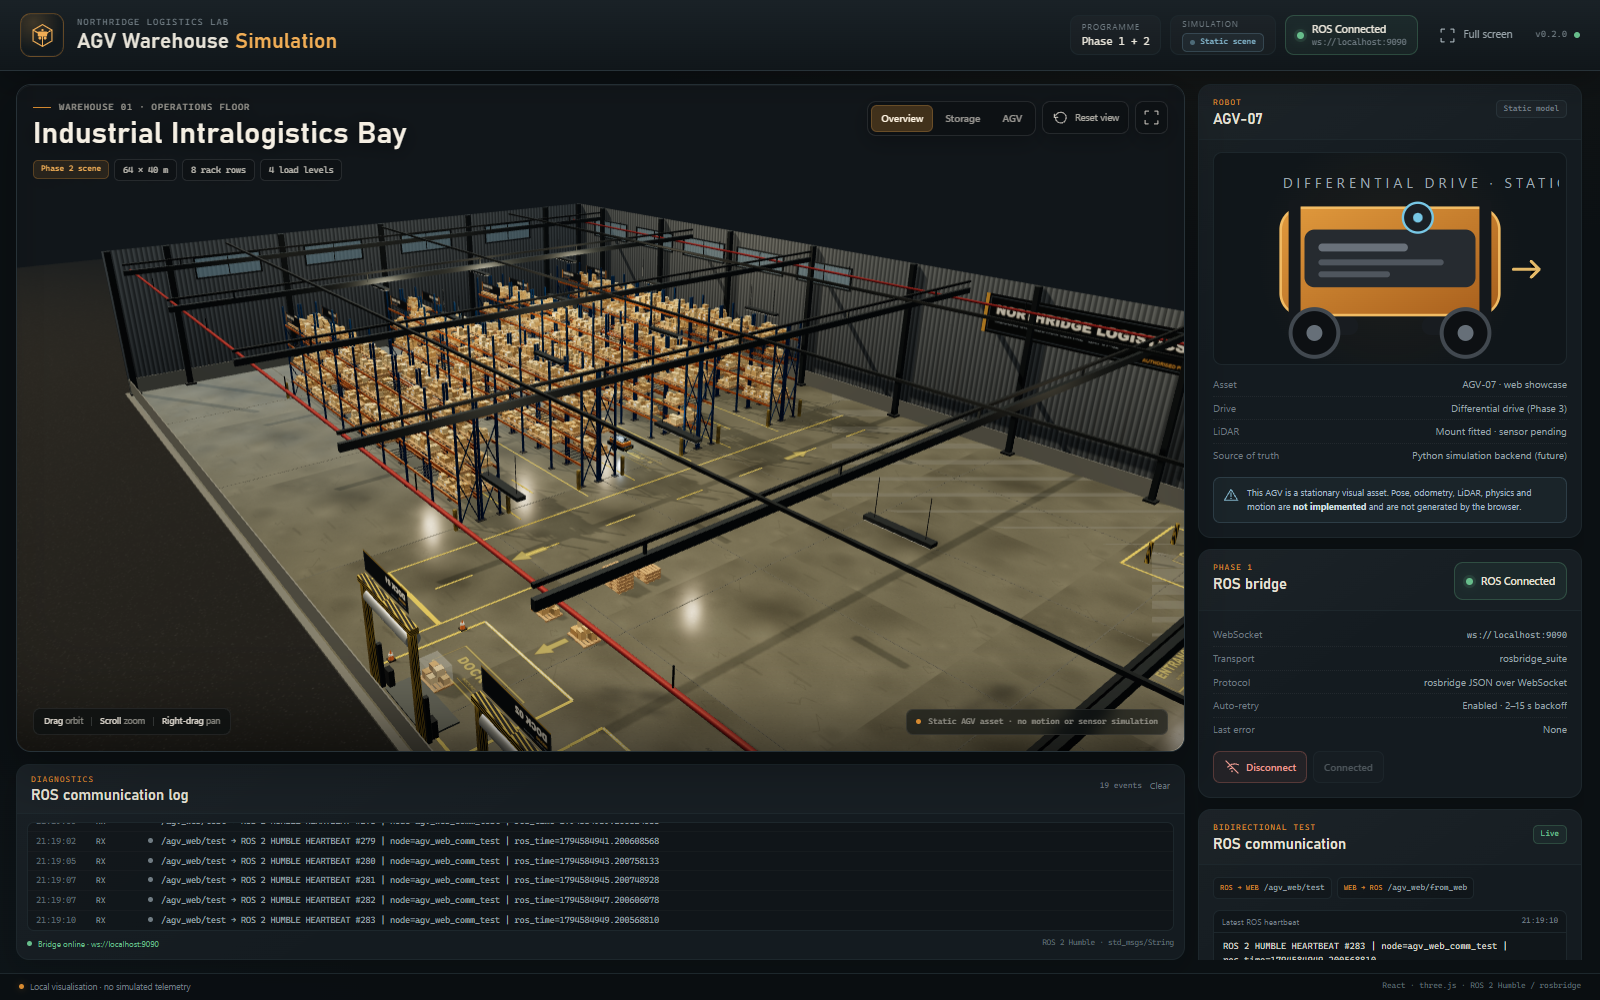 NORTHRIDGE LOGISTICS LAB
AGV Warehouse Simulation
PROGRAMME
Phase 1 + 2
SIMULATION
Static scene
ROS Connected
ws://localhost:9090
Full screen
v0.2.0
WAREHOUSE 01 · OPERATIONS FLOOR
Industrial Intralogistics Bay
Phase 2 scene
64 × 40 m
8 rack rows
4 load levels
Overview
Storage
AGV
Reset view
NORTHRIDGE LOGISTICS
Drag orbit
Scroll zoom
Right-drag pan
Static AGV asset · no motion or sensor simulation
DIAGNOSTICS
ROS communication log
19 events
Clear
21:19:02 RX /agv_web/test → ROS 2 HUMBLE HEARTBEAT #279 | node=agv_web_comm_test | ros_time=1794584941.200608568
21:19:05 RX /agv_web/test → ROS 2 HUMBLE HEARTBEAT #280 | node=agv_web_comm_test | ros_time=1794584943.200758133
21:19:07 RX /agv_web/test → ROS 2 HUMBLE HEARTBEAT #281 | node=agv_web_comm_test | ros_time=1794584945.200748928
21:19:07 RX /agv_web/test → ROS 2 HUMBLE HEARTBEAT #282 | node=agv_web_comm_test | ros_time=1794584947.200606078
21:19:10 RX /agv_web/test → ROS 2 HUMBLE HEARTBEAT #283 | node=agv_web_comm_test | ros_time=1794584949.200568810
Bridge online · ws://localhost:9090
ROS 2 Humble · std_msgs/String
ROBOT
AGV-07
Static model
DIFFERENTIAL DRIVE · STATI
Asset AGV-07 · web showcase
Drive Differential drive (Phase 3)
LiDAR Mount fitted · sensor pending
Source of truth Python simulation backend (future)
This AGV is a stationary visual asset. Pose, odometry, LiDAR, physics and
motion are not implemented and are not generated by the browser.
PHASE 1
ROS bridge
ROS Connected
WebSocket ws://localhost:9090
Transport rosbridge_suite
Protocol rosbridge JSON over WebSocket
Auto-retry Enabled · 2–15 s backoff
Last error None
Disconnect
Connected
BIDIRECTIONAL TEST
ROS communication
Live
ROS → WEB /agv_web/test
WEB → ROS /agv_web/from_web
Latest ROS heartbeat 21:19:10
ROS 2 HUMBLE HEARTBEAT #283 | node=agv_web_comm_test |
ros_time=1794584949.200568810
Local visualisation · no simulated telemetry
React · three.js · ROS 2 Humble / rosbridge